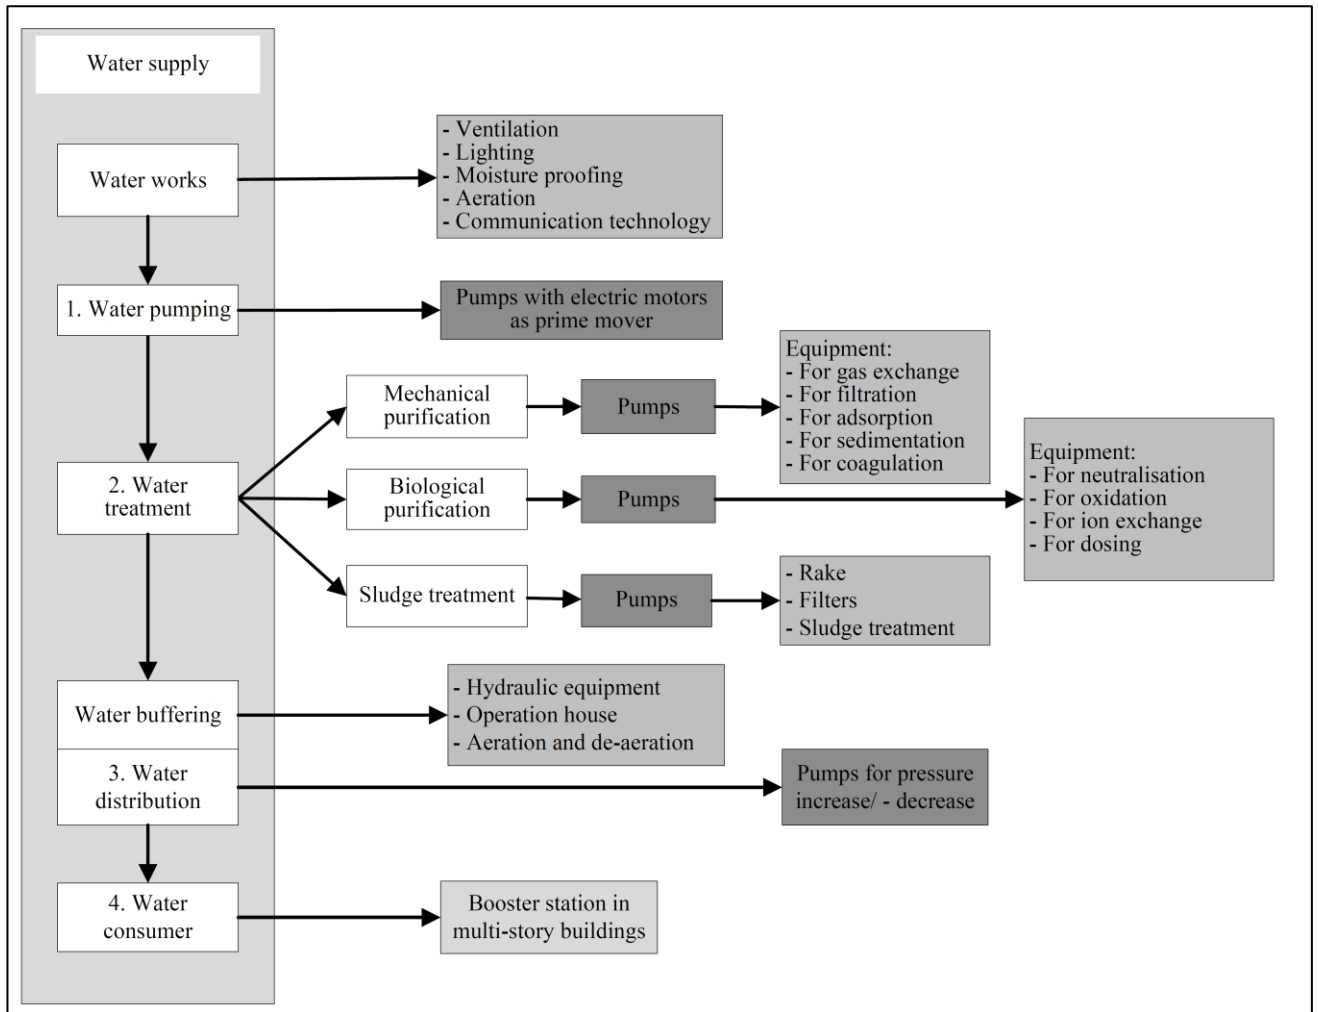 Water supply
Water works
- Ventilation
- Lighting
- Moisture proofing
- Aeration
- Communication technology
1. Water pumping
Pumps with electric motors
as prime mover
2. Water
treatment
Mechanical
purification
Pumps
Equipment:
- For gas exchange
- For filtration
- For adsorption
- For sedimentation
- For coagulation
Biological
purification
Pumps
Equipment:
- For neutralisation
- For oxidation
- For ion exchange
- For dosing
Sludge treatment
Pumps
- Rake
- Filters
- Sludge treatment
Water buffering
- Hydraulic equipment
- Operation house
- Aeration and de-aeration
3. Water
distribution
Pumps for pressure
increase/ - decrease
4. Water
consumer
Booster station in
multi-story buildings